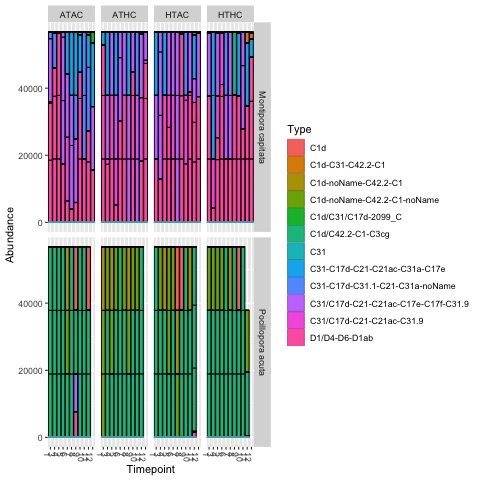 ATAC ATHC HTAC HTHC
Abundance
40000
20000
0
Montipora capitata
40000
20000
0
Pocillopora acuta
Timepoint
Type
C1d
C1d-C31-C42.2-C1
C1d-noName-C42.2-C1
C1d-noName-C42.2-C1-noName
C1d/C31/C17d-2099_C
C1d/C42.2-C1-C3cg
C31
C31-C17d-C21-C21ac-C31a-C17e
C31-C17d-C31.1-C21-C31a-noName
C31/C17d-C21-C21ac-C17e-C17f-C31.9
C31/C17d-C21-C21ac-C31.9
D1/D4-D6-D1ab